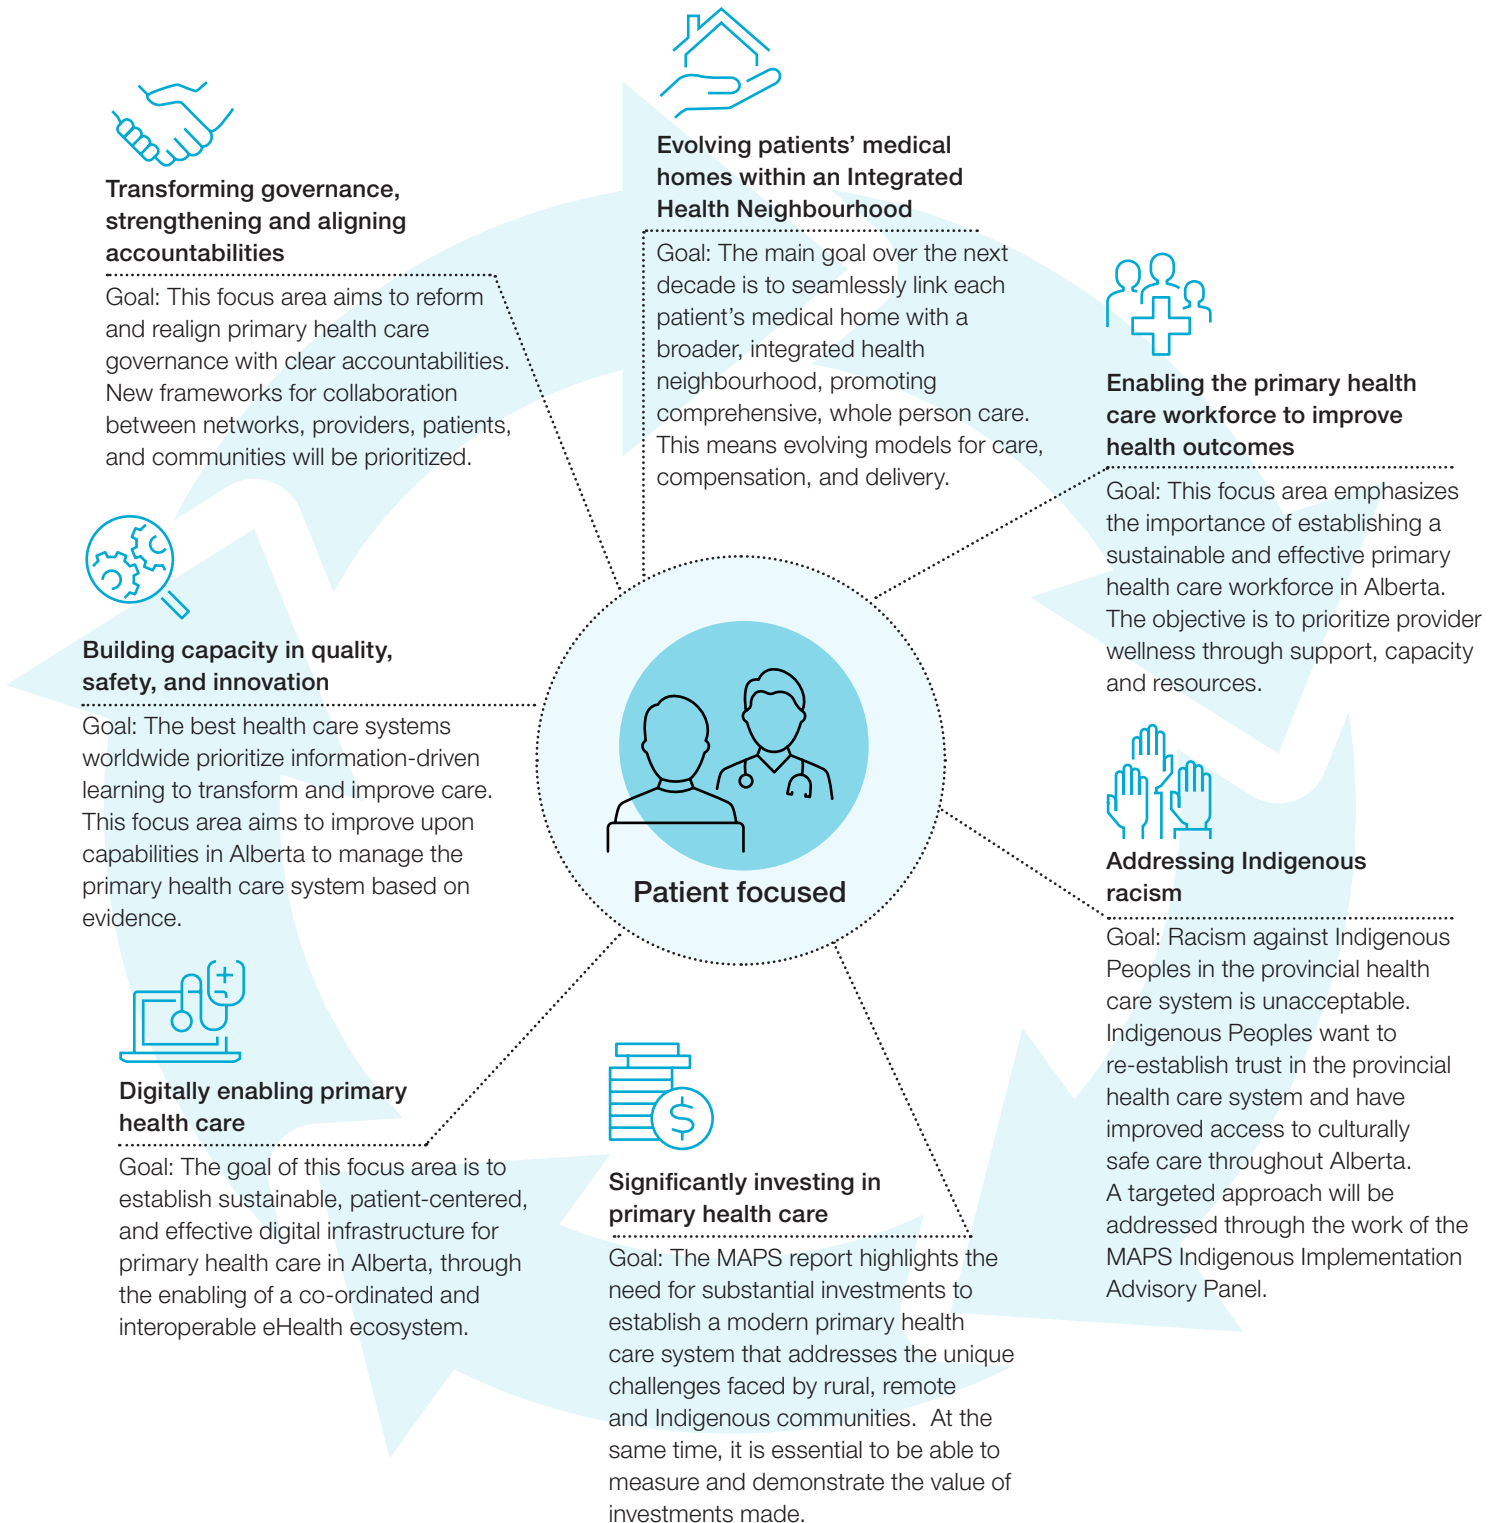 Transforming governance,
strengthening and aligning
accountabilities
Goal: This focus area aims to reform
and realign primary health care
governance with clear accountabilities.
New frameworks for collaboration
between networks, providers, patients,
and communities will be prioritized.
Evolving patients’ medical
homes within an Integrated
Health Neighbourhood
Goal: The main goal over the next
decade is to seamlessly link each
patient’s medical home with a
broader, integrated health
neighbourhood, promoting
comprehensive, whole person care.
This means evolving models for care,
compensation, and delivery.
Enabling the primary health
care workforce to improve
health outcomes
Goal: This focus area emphasizes
the importance of establishing a
sustainable and effective primary
health care workforce in Alberta.
The objective is to prioritize provider
wellness through support, capacity
and resources.
Addressing Indigenous
racism
Goal: Racism against Indigenous
Peoples in the provincial health
care system is unacceptable.
Indigenous Peoples want to
re-establish trust in the provincial
health care system and have
improved access to culturally
safe care throughout Alberta.
A targeted approach will be
addressed through the work of the
MAPS Indigenous Implementation
Advisory Panel.
Significantly investing in
primary health care
Goal: The MAPS report highlights the
need for substantial investments to
establish a modern primary health
care system that addresses the unique
challenges faced by rural, remote
and Indigenous communities.  At the
same time, it is essential to be able to
measure and demonstrate the value of
investments made.
$
Digitally enabling primary
health care
Goal: The goal of this focus area is to
establish sustainable, patient-centered,
and effective digital infrastructure for
primary health care in Alberta, through
the enabling of a co-ordinated and
interoperable eHealth ecosystem.
Building capacity in quality,
safety, and innovation
Goal: The best health care systems
worldwide prioritize information-driven
learning to transform and improve care.
This focus area aims to improve upon
capabilities in Alberta to manage the
primary health care system based on
evidence.
Patient focused